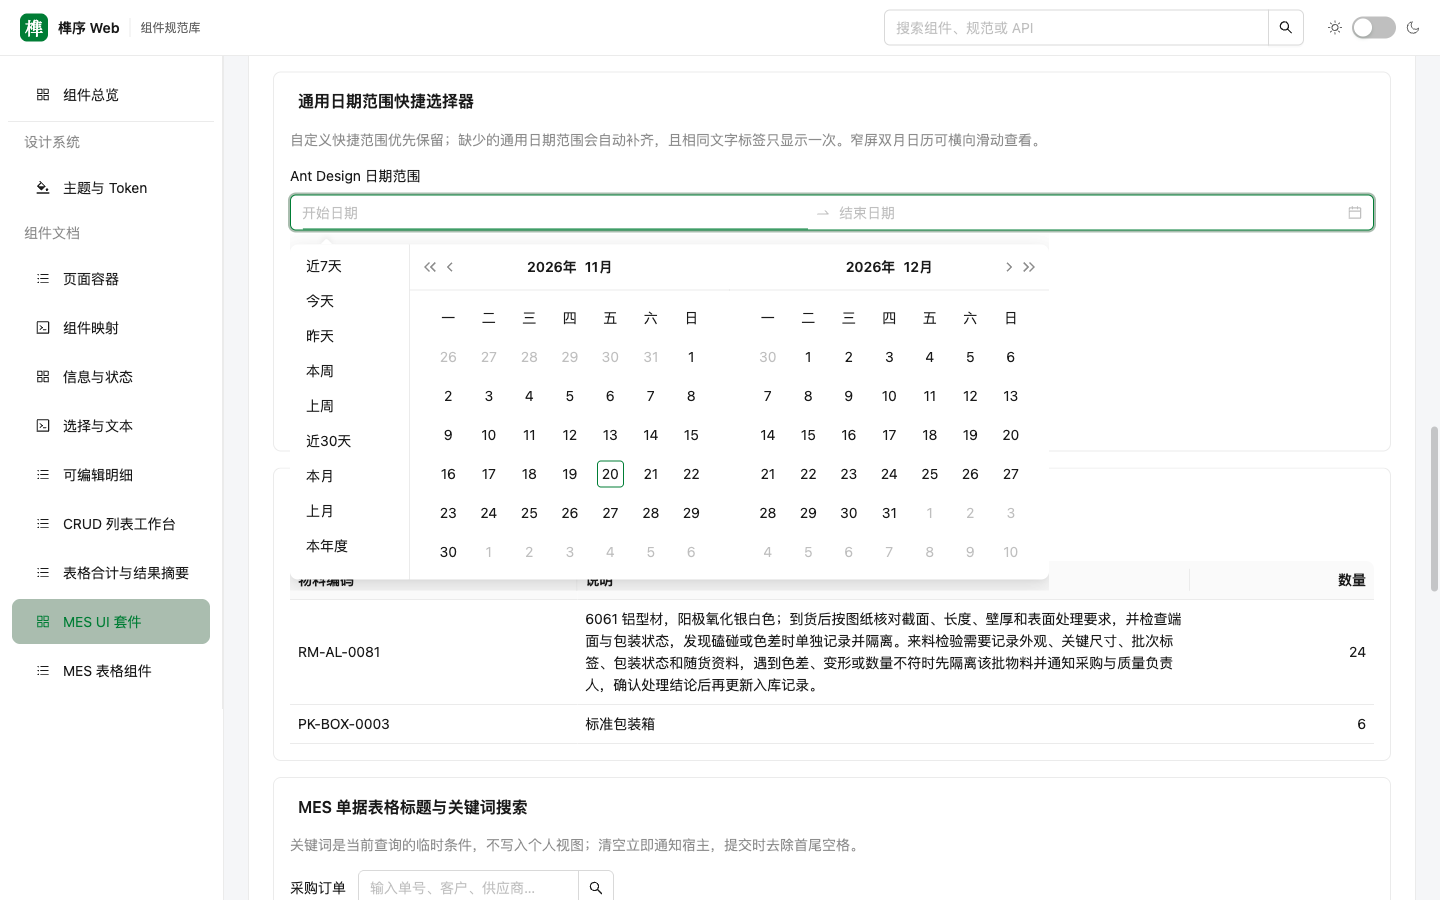 榫 榫序 Web 组件规范库
搜索组件、规范或 API
组件总览
设计系统
主题与 Token
组件文档
页面容器
组件映射
信息与状态
选择与文本
可编辑明细
CRUD 列表工作台
表格合计与结果摘要
MES UI 套件
MES 表格组件
通用日期范围快捷选择器
自定义快捷范围优先保留；缺少的通用日期范围会自动补齐，且相同文字标签只显示一次。窄屏双月日历可横向滑动查看。
Ant Design 日期范围
开始日期 结束日期
近7天
今天
昨天
本周
上周
近30天
本月
上月
本年度
2026年 11月
一 二 三 四 五 六 日
26 27 28 29 30 31 1
2 3 4 5 6 7 8
9 10 11 12 13 14 15
16 17 18 19 20 21 22
23 24 25 26 27 28 29
30 1 2 3 4 5 6
2026年 12月
一 二 三 四 五 六 日
30 1 2 3 4 5 6
7 8 9 10 11 12 13
14 15 16 17 18 19 20
21 22 23 24 25 26 27
28 29 30 31 1 2 3
4 5 6 7 8 9 10
物料编码 说明 数量
RM-AL-0081
6061 铝型材，阳极氧化银白色；到货后按图纸核对截面、长度、壁厚和表面处理要求，并检查端
面与包装状态，发现磕碰或色差时单独记录并隔离。来料检验需要记录外观、关键尺寸、批次标
签、包装状态和随货资料，遇到色差、变形或数量不符时先隔离该批物料并通知采购与质量负责
人，确认处理结论后再更新入库记录。
24
PK-BOX-0003 标准包装箱 6
MES 单据表格标题与关键词搜索
关键词是当前查询的临时条件，不写入个人视图；清空立即通知宿主，提交时去除首尾空格。
采购订单 输入单号、客户、供应商...